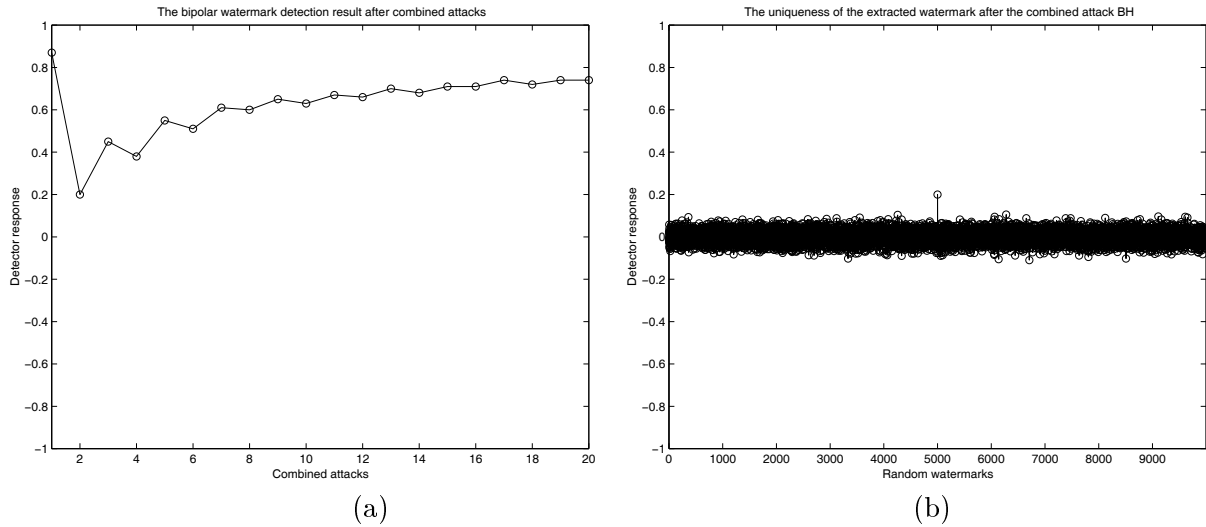 The bipolar watermark detection result after combined attacks
1
0.8
0.6
0.4
0.2
0
−0.2
−0.4
−0.6
−0.8
−1
Detector response
2 4 6 8 10 12 14 16 18 20
Combined attacks
(a)
The uniqueness of the extracted watermark after the combined attack BH
1
0.8
0.6
0.4
0.2
0
−0.2
−0.4
−0.6
−0.8
−1
Detector response
0 1000 2000 3000 4000 5000 6000 7000 8000 9000
Random watermarks
(b)